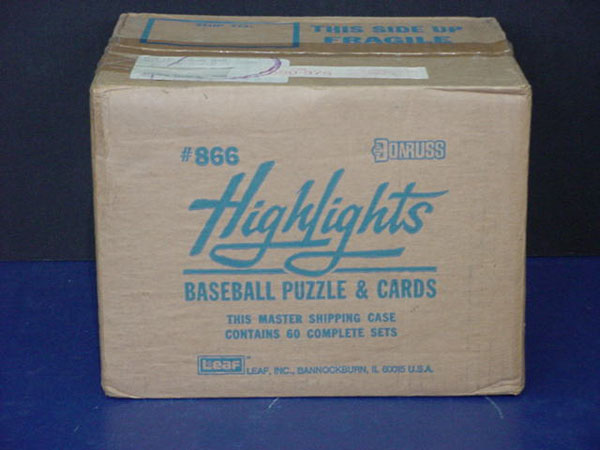 THIS SIDE UP
FRAGILE
#866
DONRUSS
Highlights
BASEBALL PUZZLE & CARDS
THIS MASTER SHIPPING CASE
CONTAINS 60 COMPLETE SETS
Leaf™ LEAF, INC., BANNOCKBURN, IL 60015 U.S.A.